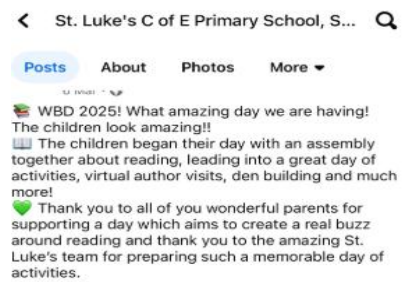 St. Luke's C of E Primary School, S...
Posts About Photos More
📚 WBD 2025! What amazing day we are having!
The children look amazing!!
📖 The children began their day with an assembly
together about reading, leading into a great day of
activities, virtual author visits, den building and much
more!
💚 Thank you to all of you wonderful parents for
supporting a day which aims to create a real buzz
around reading and thank you to the amazing St.
Luke's team for preparing such a memorable day of
activities.